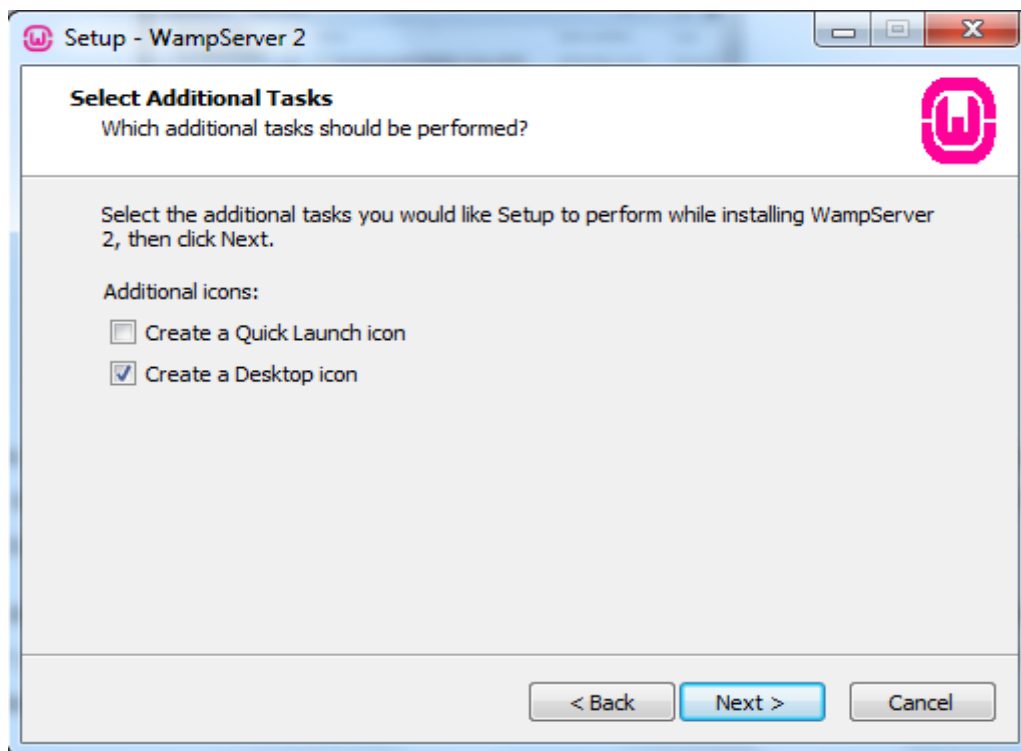 Setup - WampServer 2
Select Additional Tasks
Which additional tasks should be performed?
Select the additional tasks you would like Setup to perform while installing WampServer
2, then click Next.
Additional icons:
Create a Quick Launch icon
Create a Desktop icon
< Back Next > Cancel